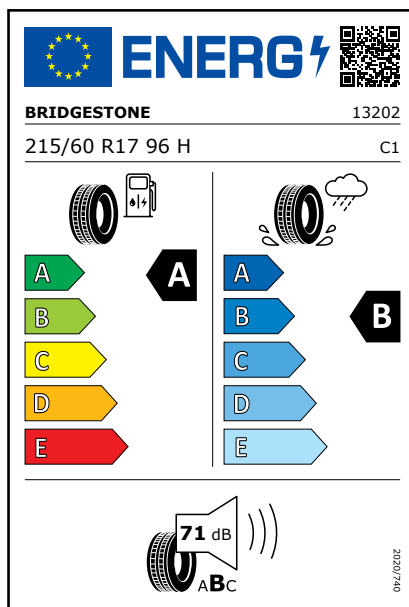 ENERG
BRIDGESTONE 13202
215/60 R17 96 H C1
A A A
B B B
C C
D D
E E
71 dB
ABC
2020/740